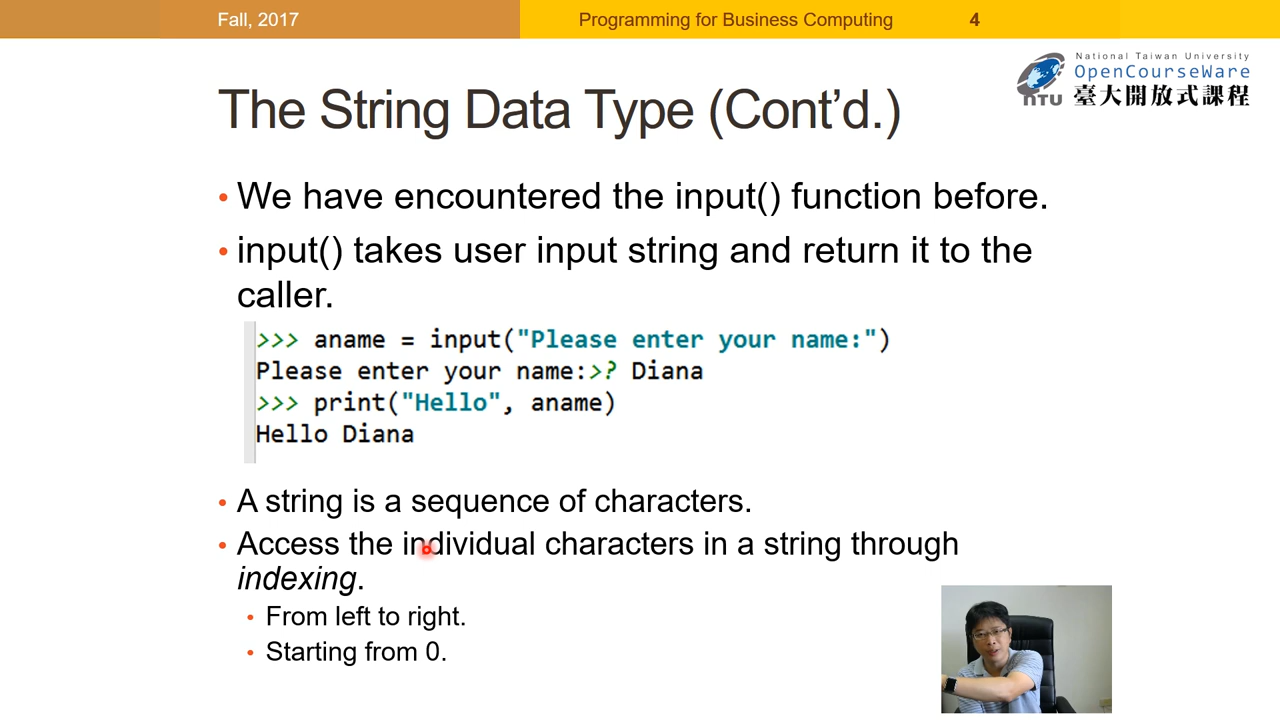 Fall, 2017
Programming for Business Computing
4
National Taiwan University
OpenCourseWare
NTU
臺大開放式課程
The String Data Type (Cont’d.)
• We have encountered the input() function before.
• input() takes user input string and return it to the
caller.
>>> aname = input("Please enter your name:")
Please enter your name:>? Diana
>>> print("Hello", aname)
Hello Diana
• A string is a sequence of characters.
• Access the individual characters in a string through
indexing.
• From left to right.
• Starting from 0.